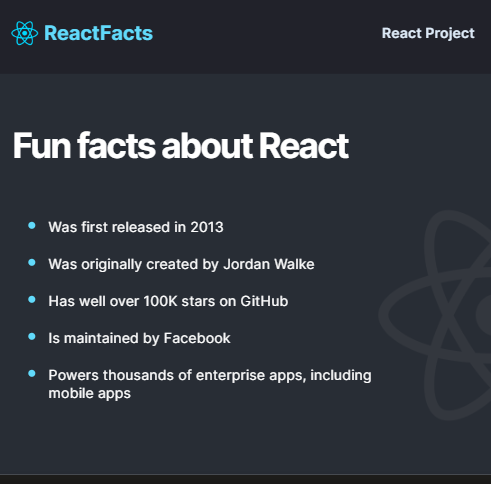 ReactFacts
React Project
Fun facts about React
Was first released in 2013
Was originally created by Jordan Walke
Has well over 100K stars on GitHub
Is maintained by Facebook
Powers thousands of enterprise apps, including
mobile apps